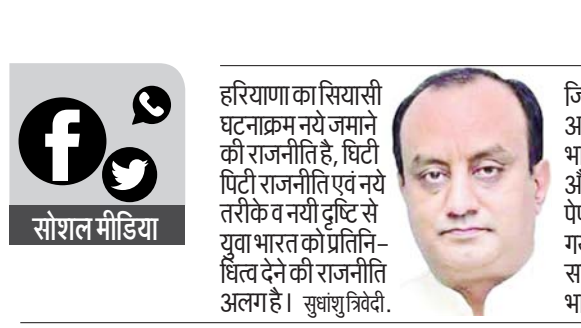 सोशल मीडिया
हरियाणा का सियासी
घटनाक्रम नये जमाने
की राजनीति है, घिटी
पिटी राजनीति एवं नये
तरीके व नयी दृष्टि से
युवा भारत को प्रतिनि-
धित्व देने की राजनीति
अलग है। सुधांशु त्रिवेदी.
जि
अ
भा
औ
पे
ग
स
भा